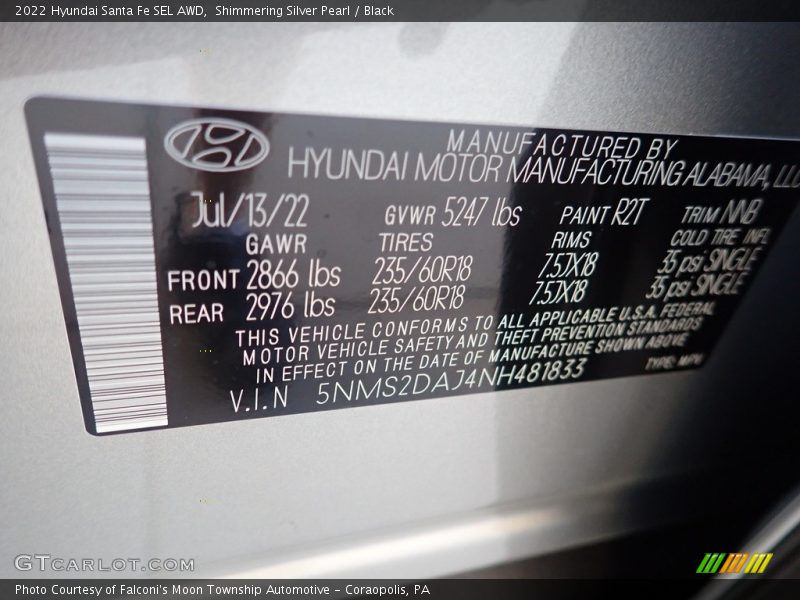 2022 Hyundai Santa Fe SEL AWD,  Shimmering Silver Pearl / Black
MANUFACTURED BY
HYUNDAI MOTOR MANUFACTURING ALABAMA, LLC
Jul/13/22 GVWR 5247 lbs PAINT R2T TRIM NNB
GAWR TIRES RIMS COLD TIRE INFL
FRONT 2866 lbs 235/60R18 7.5JX18 35 psi SINGLE
REAR 2976 lbs 235/60R18 7.5JX18 35 psi SINGLE
THIS VEHICLE CONFORMS TO ALL APPLICABLE U.S.A. FEDERAL
MOTOR VEHICLE SAFETY AND THEFT PREVENTION STANDARDS
IN EFFECT ON THE DATE OF MANUFACTURE SHOWN ABOVE
V.I.N 5NMS2DAJ4NH481833 TYPE: MPV
GTCARLOT.COM
Photo Courtesy of Falconi's Moon Township Automotive – Coraopolis, PA